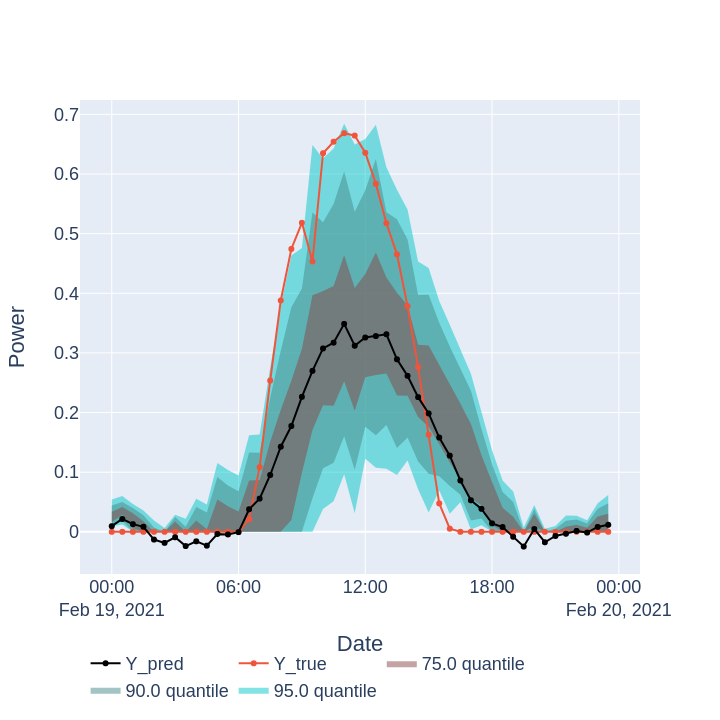 0.7
0.6
0.5
0.4
0.3
0.2
0.1
0
Power
00:00 06:00 12:00 18:00 00:00
Feb 19, 2021 Feb 20, 2021
Date
Y_pred Y_true 75.0 quantile
90.0 quantile 95.0 quantile